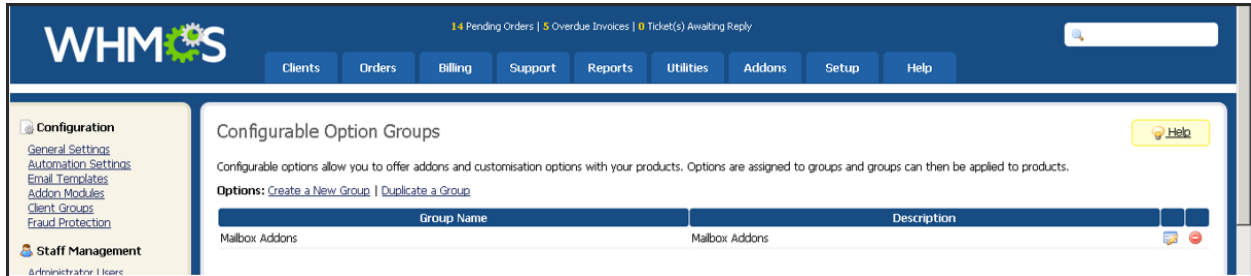 WHMCS
14 Pending Orders | 5 Overdue Invoices | 0 Ticket(s) Awaiting Reply
Clients Orders Billing Support Reports Utilities Addons Setup Help
Configuration
General Settings
Automation Settings
Email Templates
Addon Modules
Client Groups
Fraud Protection
Staff Management
Administrator Users
Configurable Option Groups
Help
Configurable options allow you to offer addons and customisation options with your products. Options are assigned to groups and groups can then be applied to products.
Options: Create a New Group | Duplicate a Group
Group Name Description
Mailbox Addons Mailbox Addons